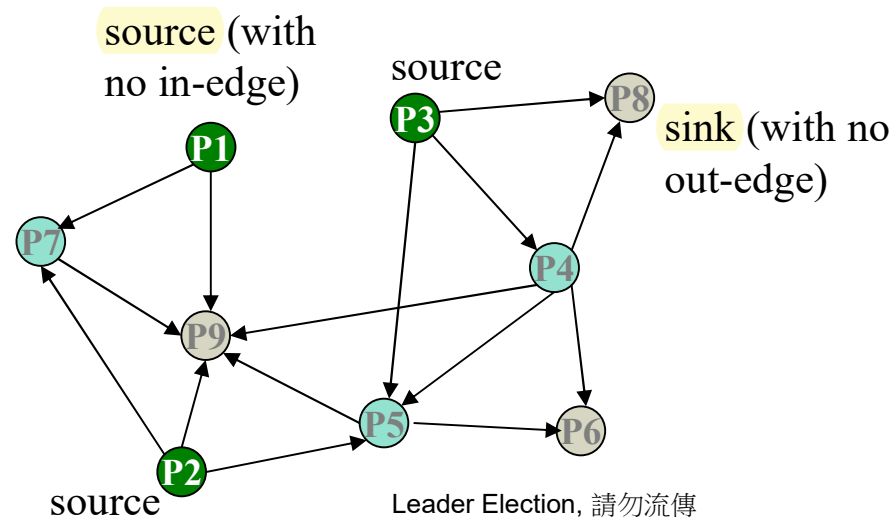 source (with
no in-edge)
source
P8
P3
sink (with no
out-edge)
P1
P7
P4
P9
P5
P6
P2
source
Leader Election, 請勿流傳